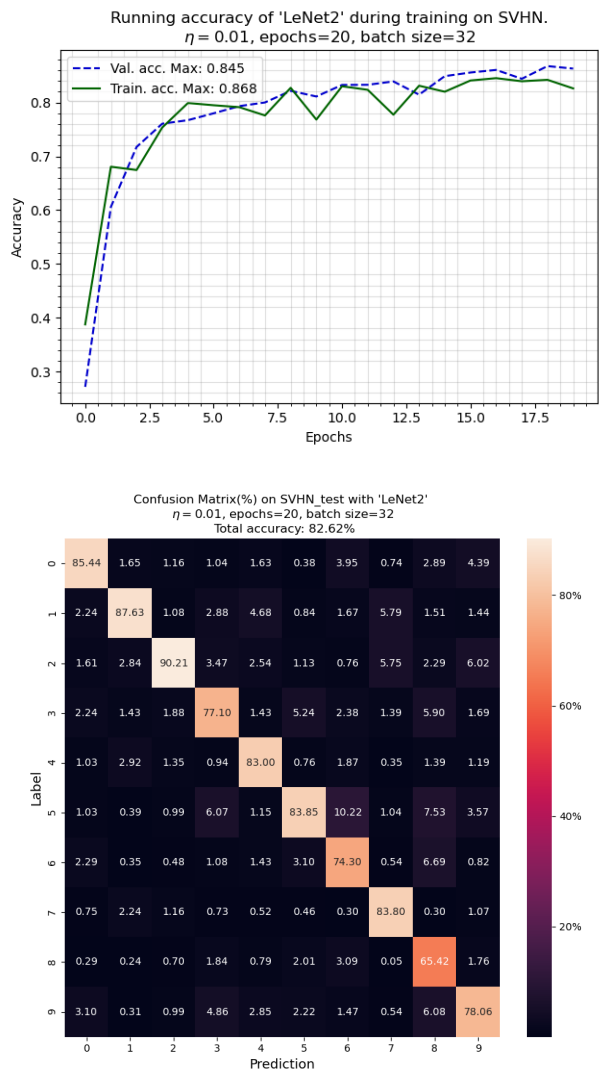 Running accuracy of 'LeNet2' during training on SVHN.
η = 0.01, epochs=20, batch size=32
Val. acc. Max: 0.845
Train. acc. Max: 0.868
0.8
0.7
0.6
0.5
0.4
0.3
Accuracy
0.0 2.5 5.0 7.5 10.0 12.5 15.0 17.5
Epochs
Confusion Matrix(%) on SVHN_test with 'LeNet2'
η = 0.01, epochs=20, batch size=32
Total accuracy: 82.62%
0 85.44 1.65 1.16 1.04 1.63 0.38 3.95 0.74 2.89 4.39
1 2.24 87.63 1.08 2.88 4.68 0.84 1.67 5.79 1.51 1.44
2 1.61 2.84 90.21 3.47 2.54 1.13 0.76 5.75 2.29 6.02
3 2.24 1.43 1.88 77.10 1.43 5.24 2.38 1.39 5.90 1.69
4 1.03 2.92 1.35 0.94 83.00 0.76 1.87 0.35 1.39 1.19
5 1.03 0.39 0.99 6.07 1.15 83.85 10.22 1.04 7.53 3.57
6 2.29 0.35 0.48 1.08 1.43 3.10 74.30 0.54 6.69 0.82
7 0.75 2.24 1.16 0.73 0.52 0.46 0.30 83.80 0.30 1.07
8 0.29 0.24 0.70 1.84 0.79 2.01 3.09 0.05 65.42 1.76
9 3.10 0.31 0.99 4.86 2.85 2.22 1.47 0.54 6.08 78.06
Label
0 1 2 3 4 5 6 7 8 9
Prediction
80%
60%
40%
20%